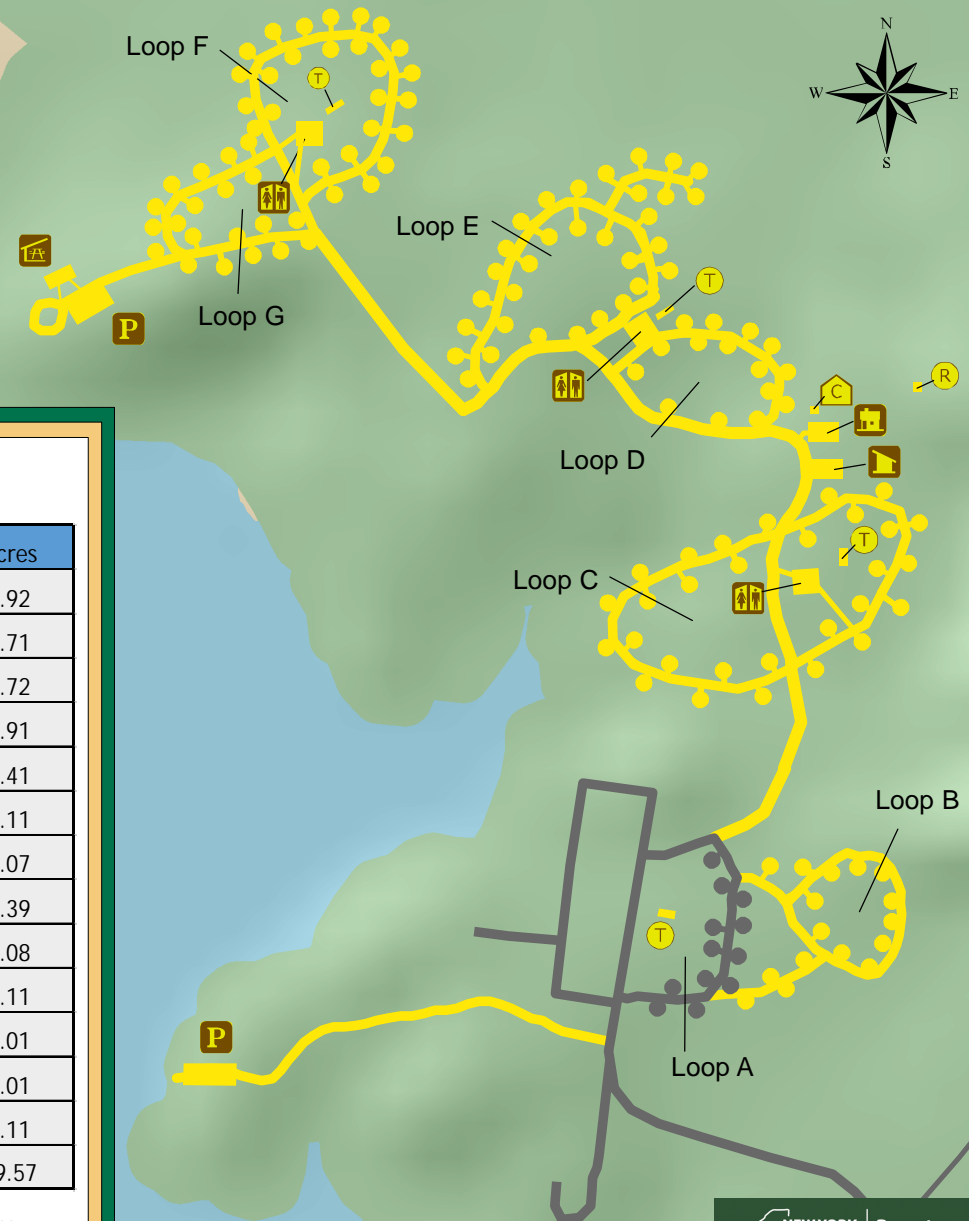 N
W
E
S
Loop F
T
Loop E
Loop G
P
T
C
R
Loop D
T
Loop C
cres
.92
.71
.72
.91
.41
.11
.07
.39
.08
.11
.01
.01
.11
9.57
Loop B
T
P
Loop A